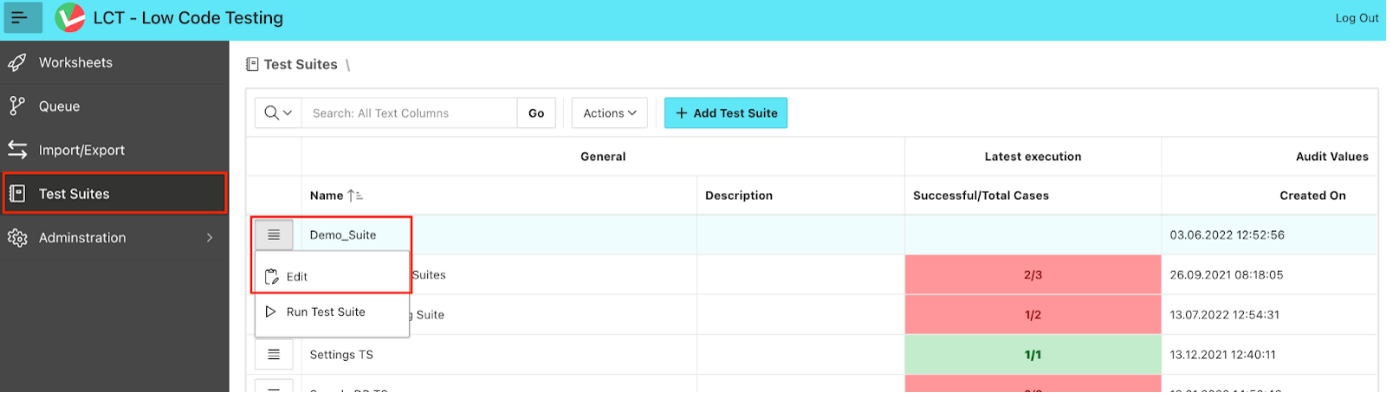 LCT - Low Code Testing
Log Out
Worksheets
Queue
Import/Export
Test Suites
Adminstration
Test Suites \
Search: All Text Columns
Go
Actions
+ Add Test Suite
General
Latest execution
Audit Values
Name
Description
Successful/Total Cases
Created On
Demo_Suite
03.06.2022 12:52:56
Edit
Suites
2/3
26.09.2021 08:18:05
Run Test Suite
Suite
1/2
13.07.2022 12:54:31
Settings TS
1/1
13.12.2021 12:40:11